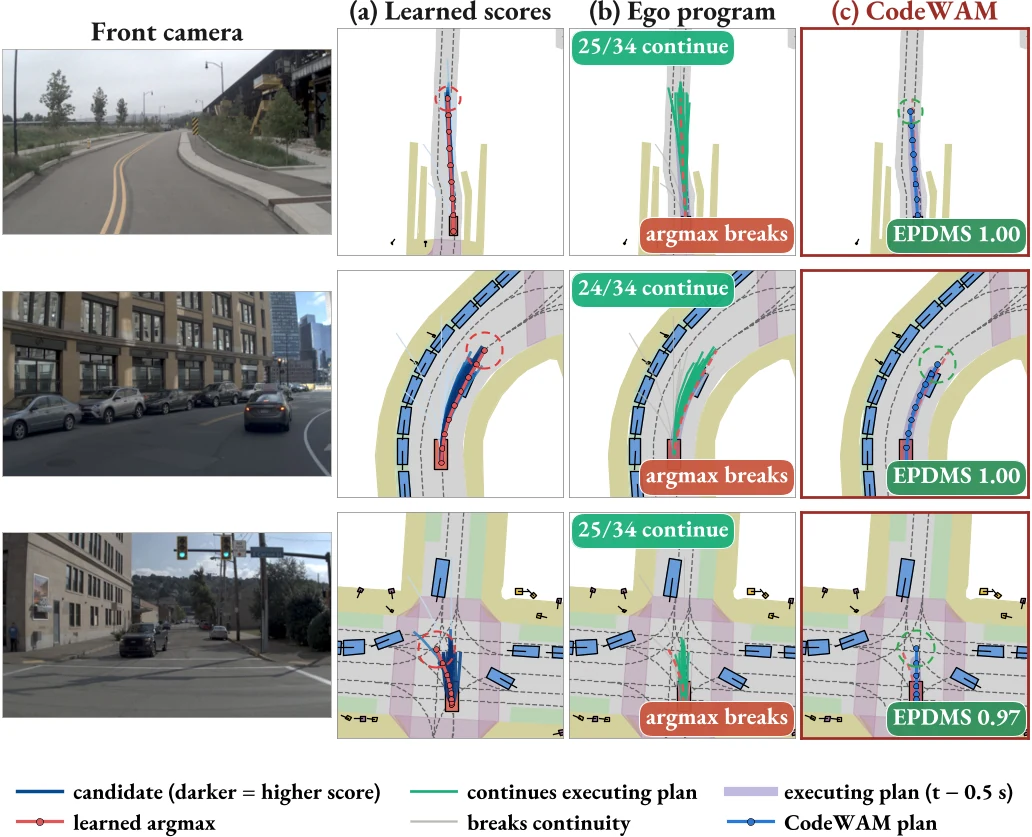 Front camera
(a) Learned scores
(b) Ego program
(c) CodeWAM
25/34 continue
argmax breaks
EPDMS 1.00
24/34 continue
argmax breaks
EPDMS 1.00
25/34 continue
argmax breaks
EPDMS 0.97
candidate (darker = higher score)
continues executing plan
executing plan (t − 0.5 s)
learned argmax
breaks continuity
CodeWAM plan